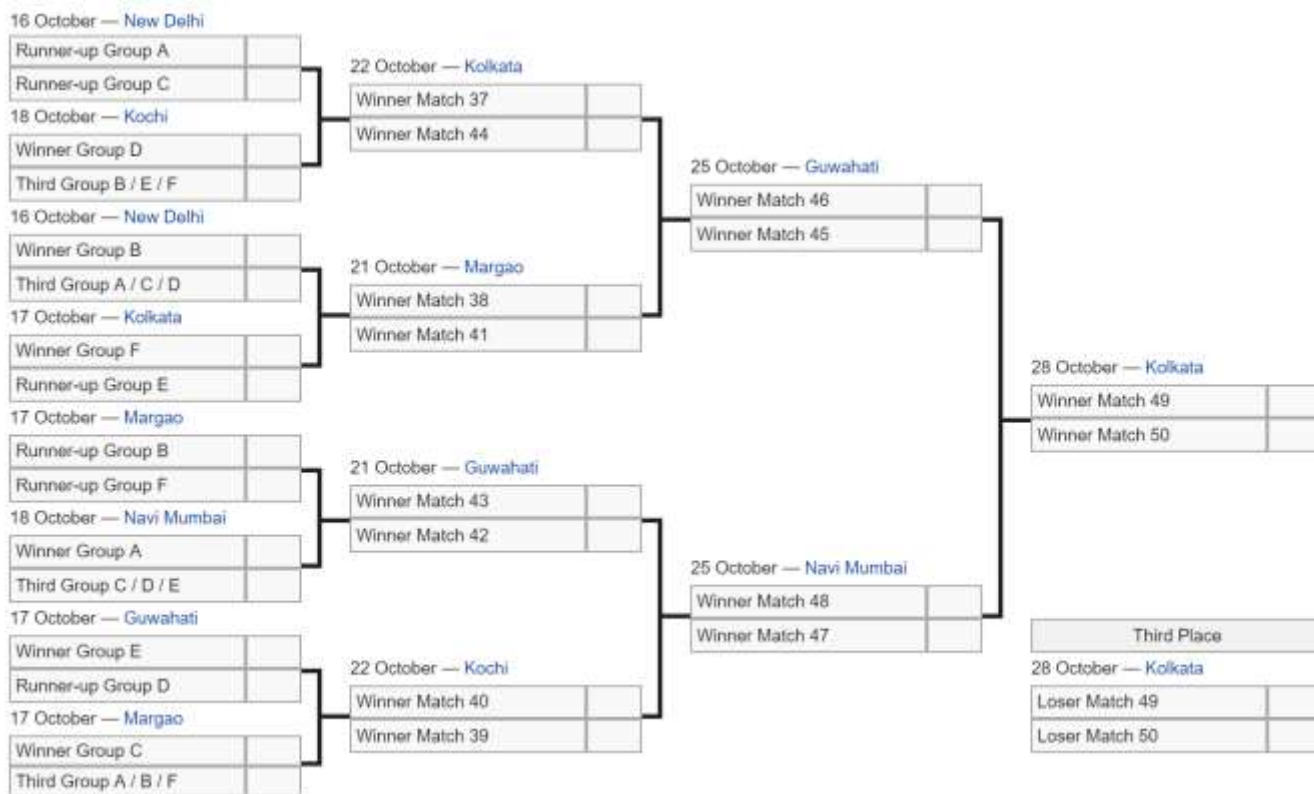 16 October — New Delhi
Runner-up Group A
Runner-up Group C
18 October — Kochi
Winner Group D
Third Group B / E / F
16 October — New Delhi
Winner Group B
Third Group A / C / D
17 October — Kolkata
Winner Group F
Runner-up Group E
17 October — Margao
Runner-up Group B
Runner-up Group F
18 October — Navi Mumbai
Winner Group A
Third Group C / D / E
17 October — Guwahati
Winner Group E
Runner-up Group D
17 October — Margao
Winner Group C
Third Group A / B / F
22 October — Kolkata
Winner Match 37
Winner Match 44
21 October — Margao
Winner Match 38
Winner Match 41
21 October — Guwahati
Winner Match 43
Winner Match 42
22 October — Kochi
Winner Match 40
Winner Match 39
25 October — Guwahati
Winner Match 46
Winner Match 45
25 October — Navi Mumbai
Winner Match 48
Winner Match 47
28 October — Kolkata
Winner Match 49
Winner Match 50
Third Place
28 October — Kolkata
Loser Match 49
Loser Match 50